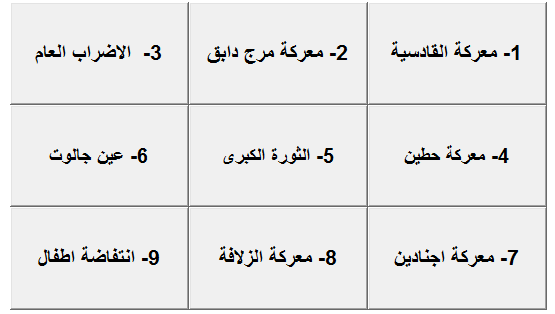 1- معركة القادسية
2- معركة مرج دابق
3- الاضراب العام
4- معركة حطين
5- الثورة الكبرى
6- عين جالوت
7- معركة اجنادين
8- معركة الزلاقة
9- انتفاضة اطفال